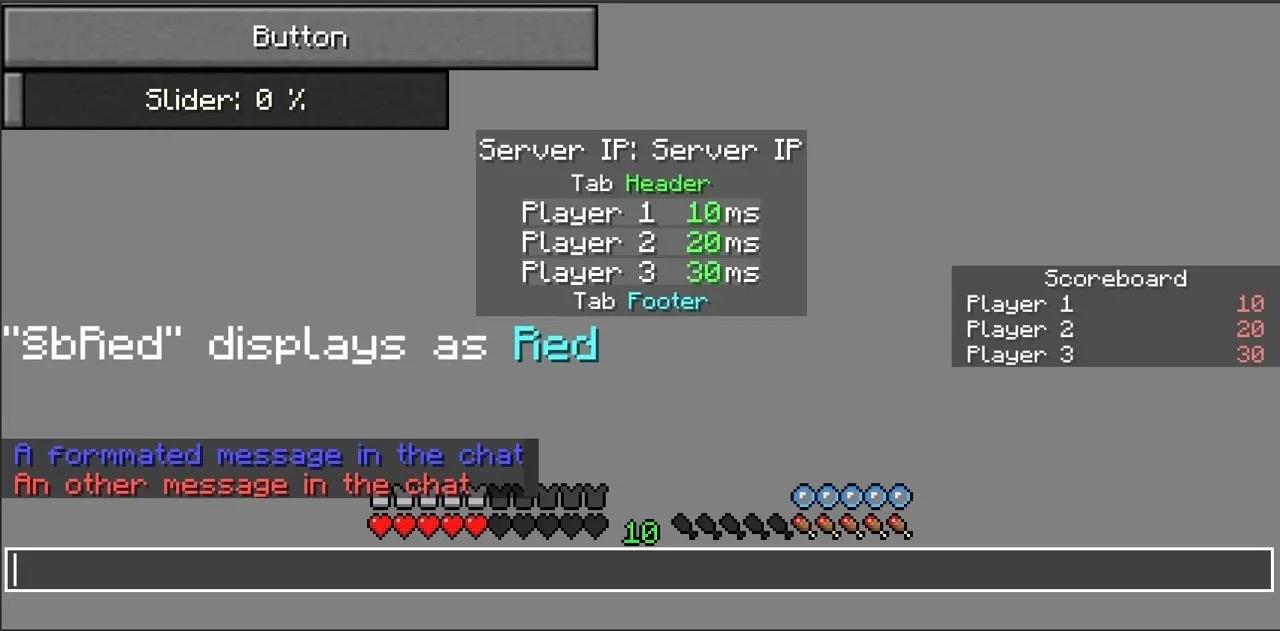 Button
Slider: 0 %
Server IP: Server IP
Tab Header
Player 1 10ms
Player 2 20ms
Player 3 30ms
Tab Footer
Scoreboard
Player 1 10
Player 2 20
Player 3 30
"SbRed" displays as Red
A formmated message in the chat
An other message in the chat
10